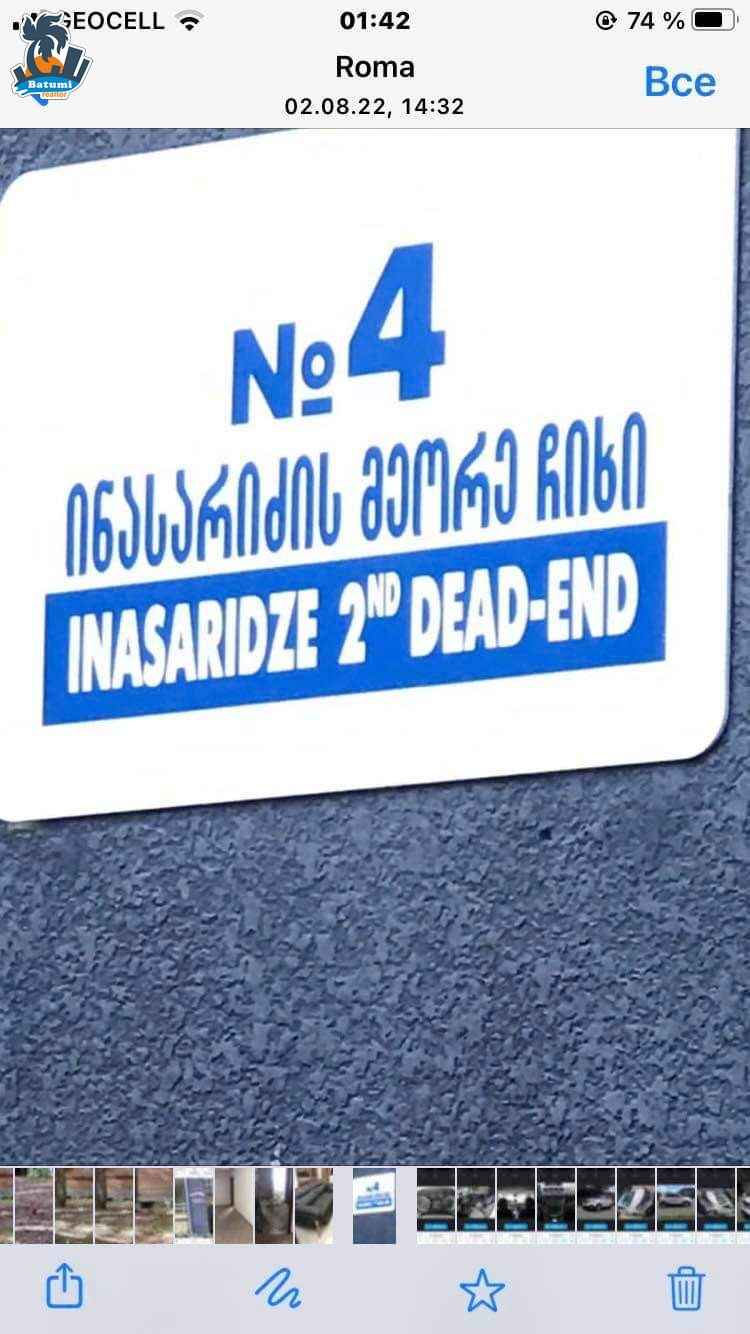 GEOCELL 01:42 74 %
Batumi
realtor
Roma
Все
02.08.22, 14:32
№4
ინასარიძის მეორე ჩიხი
INASARIDZE 2ND DEAD-END